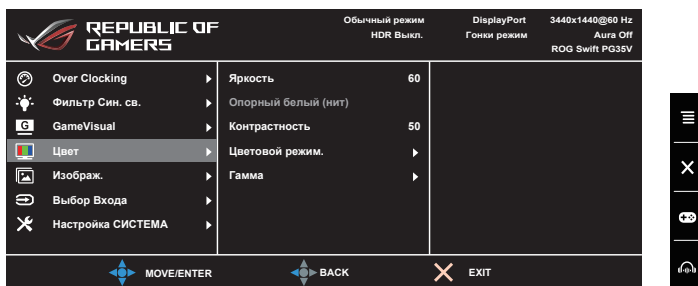 REPUBLIC OF
GAMERS
Обычный режим
HDR Выкл.
DisplayPort
Гонки режим
3440x1440@60 Hz
Aura Off
ROG Swift PG35V
Over Clocking
Фильтр Син. св.
G GameVisual
Цвет
Изображ.
Выбор Входа
Настройка СИСТЕМА
Яркость 60
Опорный белый (нит)
Контрастность 50
Цветовой режим.
Гамма
MOVE/ENTER BACK EXIT